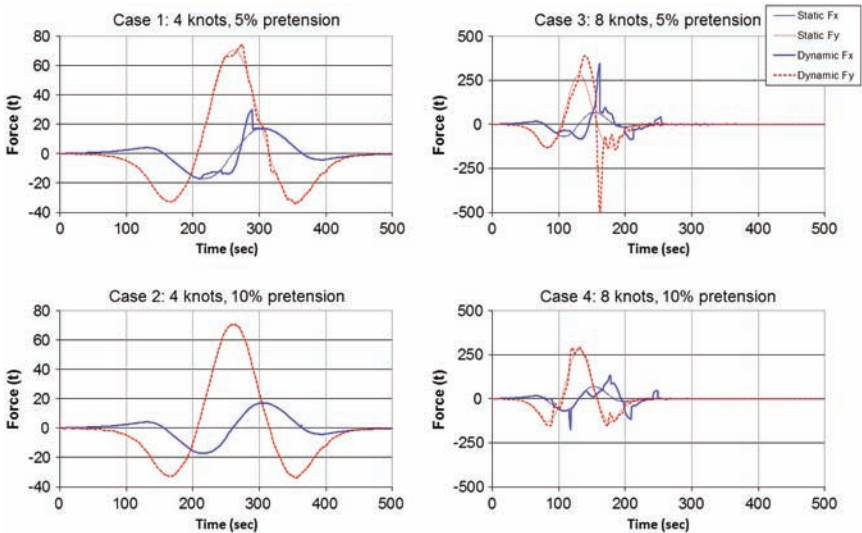 Case 1: 4 knots, 5% pretension
80
60
40
20
0
-20
-40
Force (t)
0 100 200 300 400 500
Time (sec)
Case 3: 8 knots, 5% pretension
500
250
0
-250
-500
Force (t)
0 100 200 300 400 500
Time (sec)
Static Fx
Static Fy
Dynamic Fx
Dynamic Fy
Case 2: 4 knots, 10% pretension
80
60
40
20
0
-20
-40
Force (t)
0 100 200 300 400 500
Time (sec)
Case 4: 8 knots, 10% pretension
500
250
0
-250
-500
Force (t)
0 100 200 300 400 500
Time (sec)